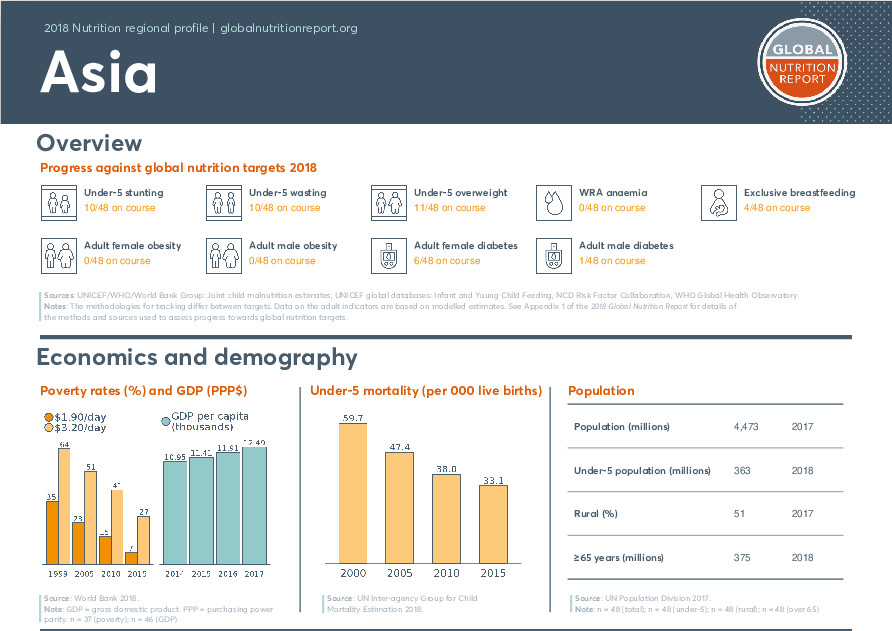 2018 Nutrition regional profile | globalnutritionreport.org
Asia
GLOBAL
NUTRITION
REPORT
Overview
Progress against global nutrition targets 2018
Under-5 stunting
10/48 on course
Under-5 wasting
10/48 on course
Under-5 overweight
11/48 on course
WRA anaemia
0/48 on course
Exclusive breastfeeding
4/48 on course
Adult female obesity
0/48 on course
Adult male obesity
0/48 on course
Adult female diabetes
6/48 on course
Adult male diabetes
1/48 on course
Sources: UNICEF/WHO/World Bank Group: Joint child malnutrition estimates, UNICEF global databases: Infant and Young Child Feeding, NCD Risk Factor Collaboration, WHO Global Health Observatory.
Notes: The methodologies for tracking differ between targets. Data on the adult indicators are based on modelled estimates. See Appendix 1 of the 2018 Global Nutrition Report for details of
the methods and sources used to assess progress towards global nutrition targets.
Economics and demography
Poverty rates (%) and GDP (PPP$)
$1.90/day
$3.20/day
64
51
41
35
27
23
15
7
1999 2005 2010 2015
GDP per capita
(thousands)
10.95 11.41 11.91 12.49
2014 2015 2016 2017
Source: World Bank 2018.
Note: GDP = gross domestic product. PPP = purchasing power
parity. n = 37 (poverty); n = 46 (GDP).
Under-5 mortality (per 000 live births)
59.7
47.4
38.0
33.1
2000 2005 2010 2015
Source: UN Inter-agency Group for Child
Mortality Estimation 2018.
Population
Population (millions) 4,473 2017
Under-5 population (millions) 363 2018
Rural (%) 51 2017
≥65 years (millions) 375 2018
Source: UN Population Division 2017.
Note: n = 48 (total); n = 48 (under-5); n = 48 (rural); n = 48 (over 65)